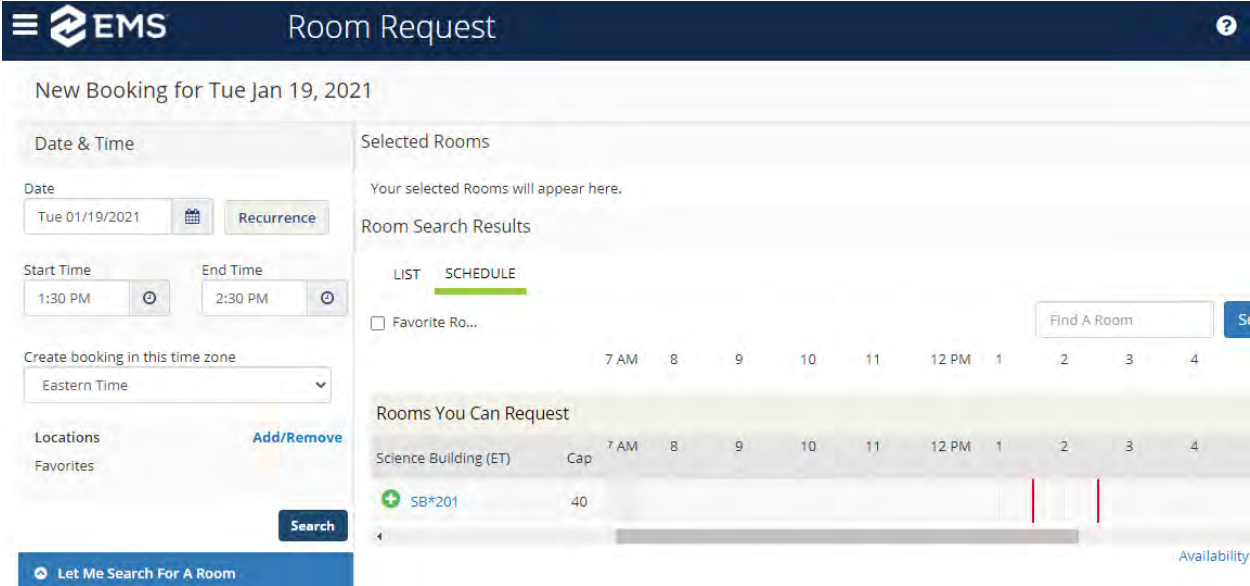 EMS
Room Request
New Booking for Tue Jan 19, 2021
Date & Time
Date
Tue 01/19/2021
Recurrence
Start Time
End Time
1:30 PM
2:30 PM
Create booking in this time zone
Eastern Time
Locations
Add/Remove
Favorites
Search
Let Me Search For A Room
Selected Rooms
Your selected Rooms will appear here.
Room Search Results
LIST
SCHEDULE
Favorite Ro...
Find A Room
7 AM 8 9 10 11 12 PM 1 2 3 4
Rooms You Can Request
Science Building (ET) Cap 7 AM 8 9 10 11 12 PM 1 2 3 4
SB*201 40
Availability